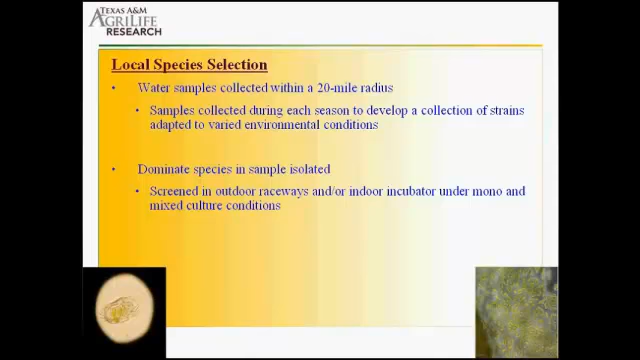 TEXAS A&M
AGRILIFE
RESEARCH
Local Species Selection
• Water samples collected within a 20-mile radius
• Samples collected during each season to develop a collection of strains
adapted to varied environmental conditions
• Dominate species in sample isolated
• Screened in outdoor raceways and/or indoor incubator under mono and
mixed culture conditions